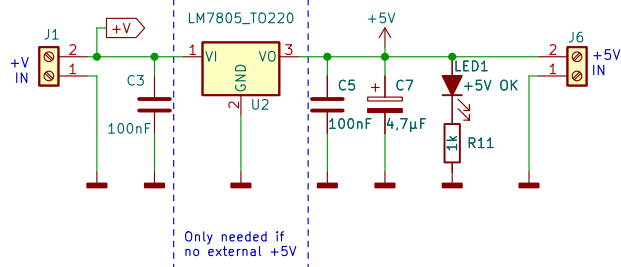 LM7805_TO220
+5V
J1
+V
J6
2
1
VI
VO
3
2
+V
IN
1
GND
2
U2
C3
100nF
C5
100nF
+
C7
4,7µF
LED1
+5V OK
1k
R11
1
+5V
IN
Only needed if
no external +5V